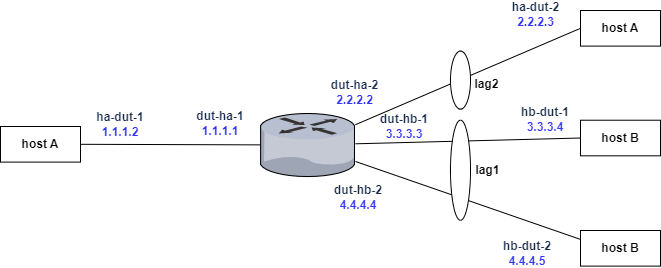 ha-dut-2
2.2.2.3
host A
dut-ha-2
2.2.2.2
lag2
ha-dut-1
1.1.1.2
dut-ha-1
1.1.1.1
dut-hb-1
3.3.3.3
hb-dut-1
3.3.3.4
host A
host B
lag1
dut-hb-2
4.4.4.4
hb-dut-2
4.4.4.5
host B